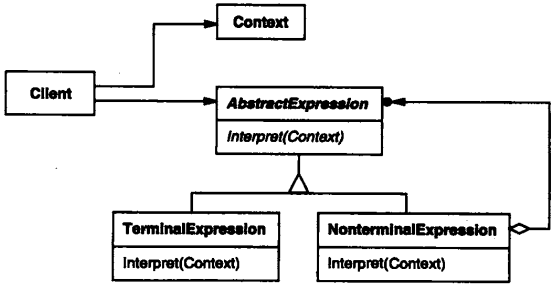 Context
Client
AbstractExpression
Interpret(Context)
TerminalExpression
Interpret(Context)
NonterminalExpression
Interpret(Context)